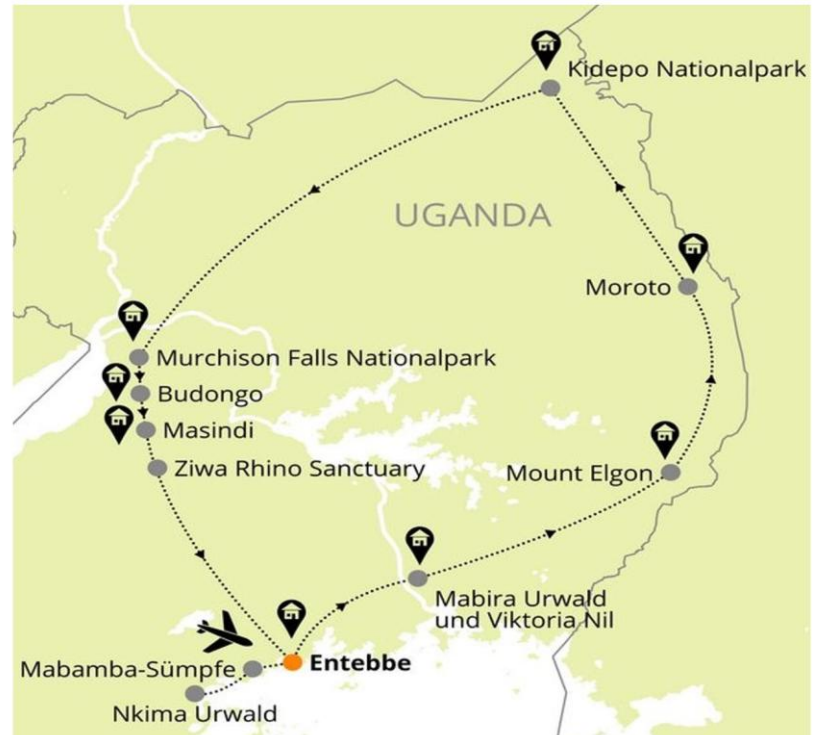 Kidepo Nationalpark
UGANDA
Moroto
Murchison Falls Nationalpark
Budongo
Masindi
Ziwa Rhino Sanctuary
Mount Elgon
Mabira Urwald
und Viktoria Nil
Entebbe
Mabamba-Sümpfe
Nkima Urwald